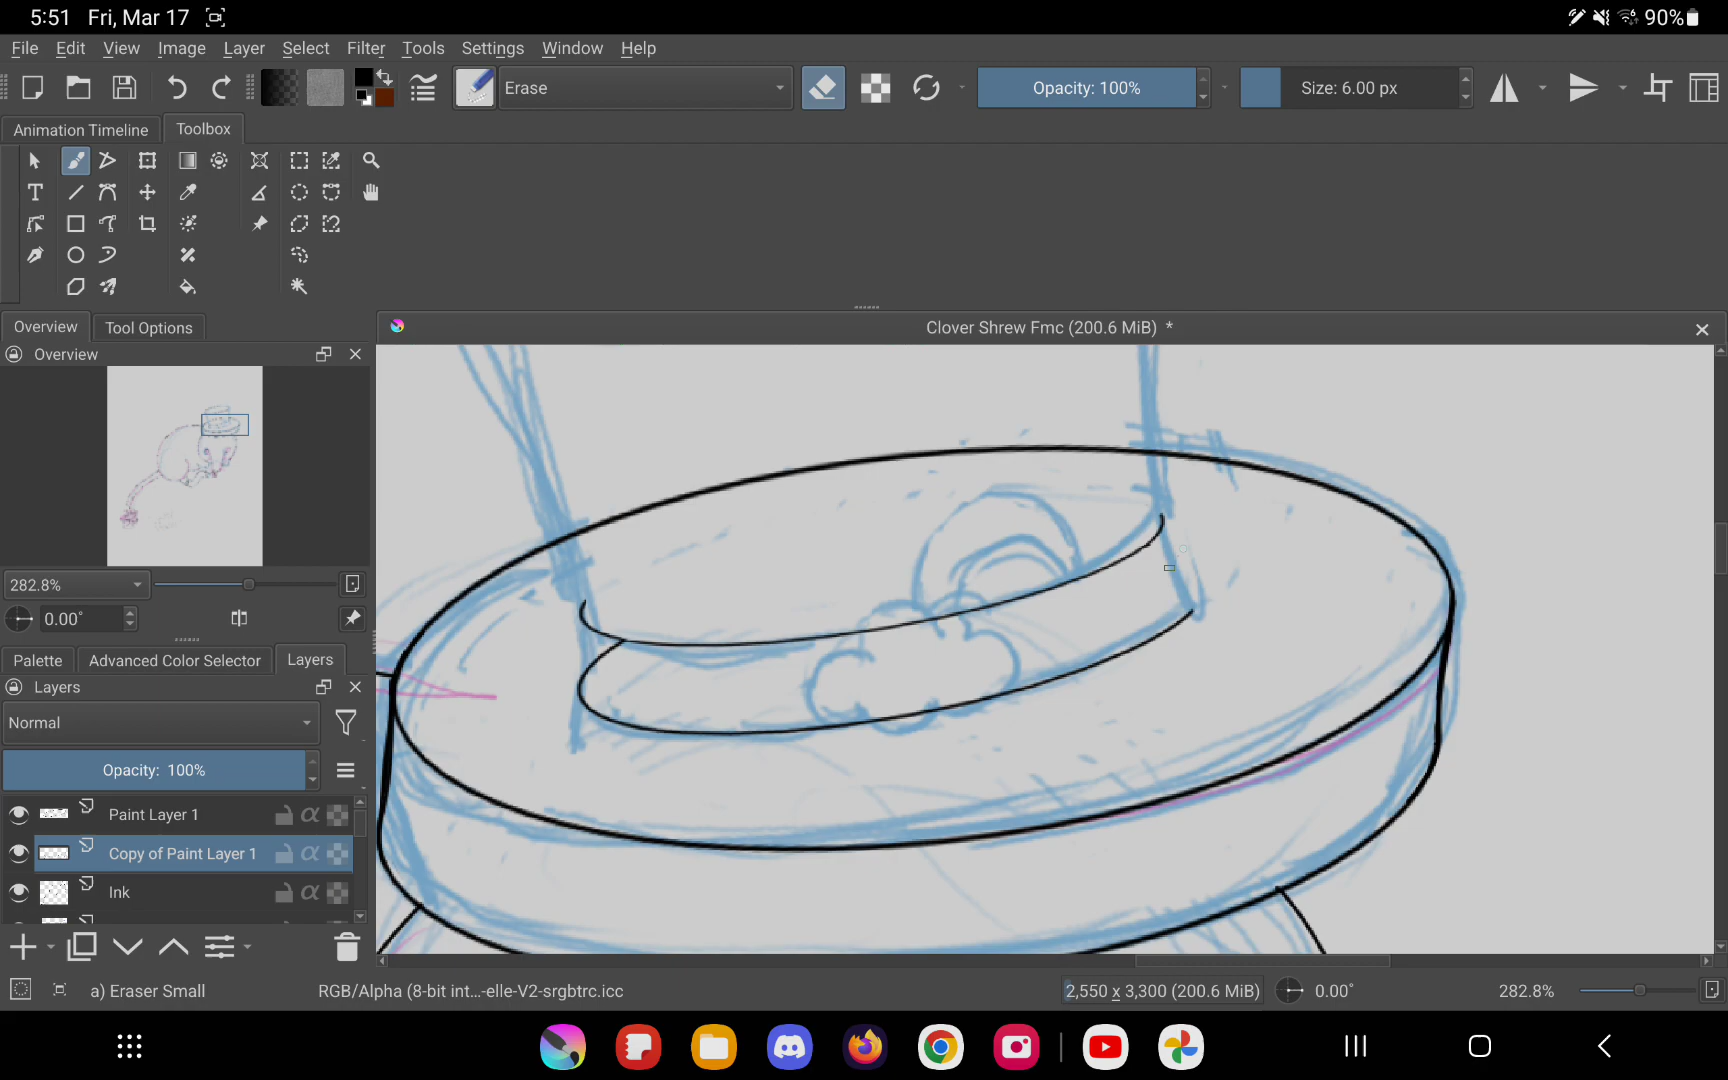 5:51 Fri, Mar 17
90%
File Edit View Image Layer Select Filter Tools Settings Window Help
Erase
Opacity: 100%
Size: 6.00 px
Animation Timeline
Toolbox
Overview
Tool Options
Clover Shrew Fmc (200.6 MiB) *
Overview
282.8%
0.00°
Palette
Advanced Color Selector
Layers
Layers
Normal
Opacity: 100%
Paint Layer 1
Copy of Paint Layer 1
Ink
a) Eraser Small
RGB/Alpha (8-bit int...-elle-V2-srgbtrc.icc
2,550 x 3,300 (200.6 MiB)
0.00°
282.8%